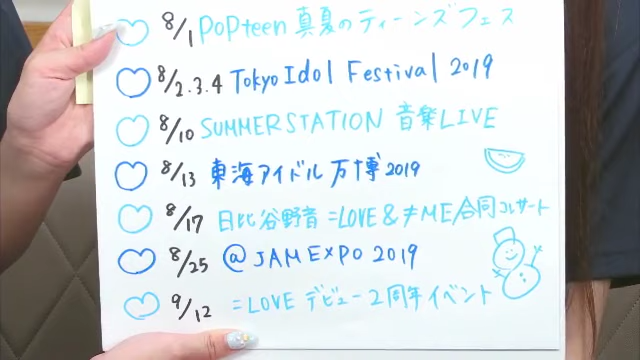 8/1 POPteen 真夏のティーンズフェス
8/2.3.4 Tokyo Idol Festival 2019
8/10 SUMMER STATION 音楽LIVE
8/13 東海アイドル万博2019
8/17 日比谷野音 =LOVE & ≠ME 合同コンサート
8/25 @JAM EXPO 2019
9/12 =LOVE デビュー2周年イベント